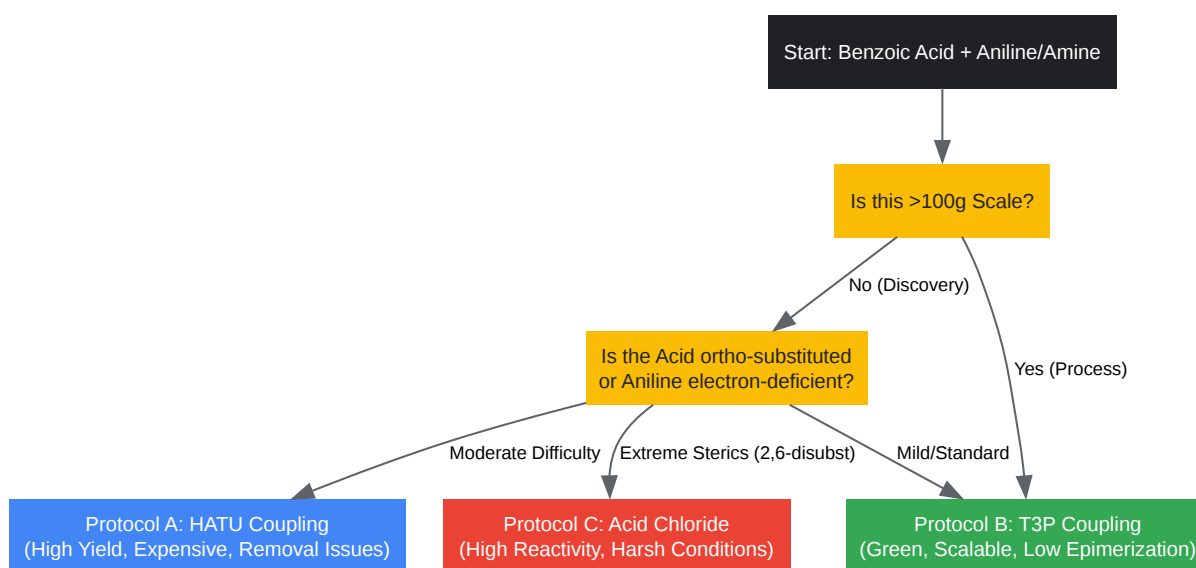 Start: Benzoic Acid + Aniline/Amine
Is this >100g Scale?
No (Discovery)
Is the Acid ortho-substituted
or Aniline electron-deficient?
Yes (Process)
Moderate Difficulty
Extreme Sterics (2,6-disubst)
Mild/Standard
Protocol A: HATU Coupling
(High Yield, Expensive, Removal Issues)
Protocol C: Acid Chloride
(High Reactivity, Harsh Conditions)
Protocol B: T3P Coupling
(Green, Scalable, Low Epimerization)